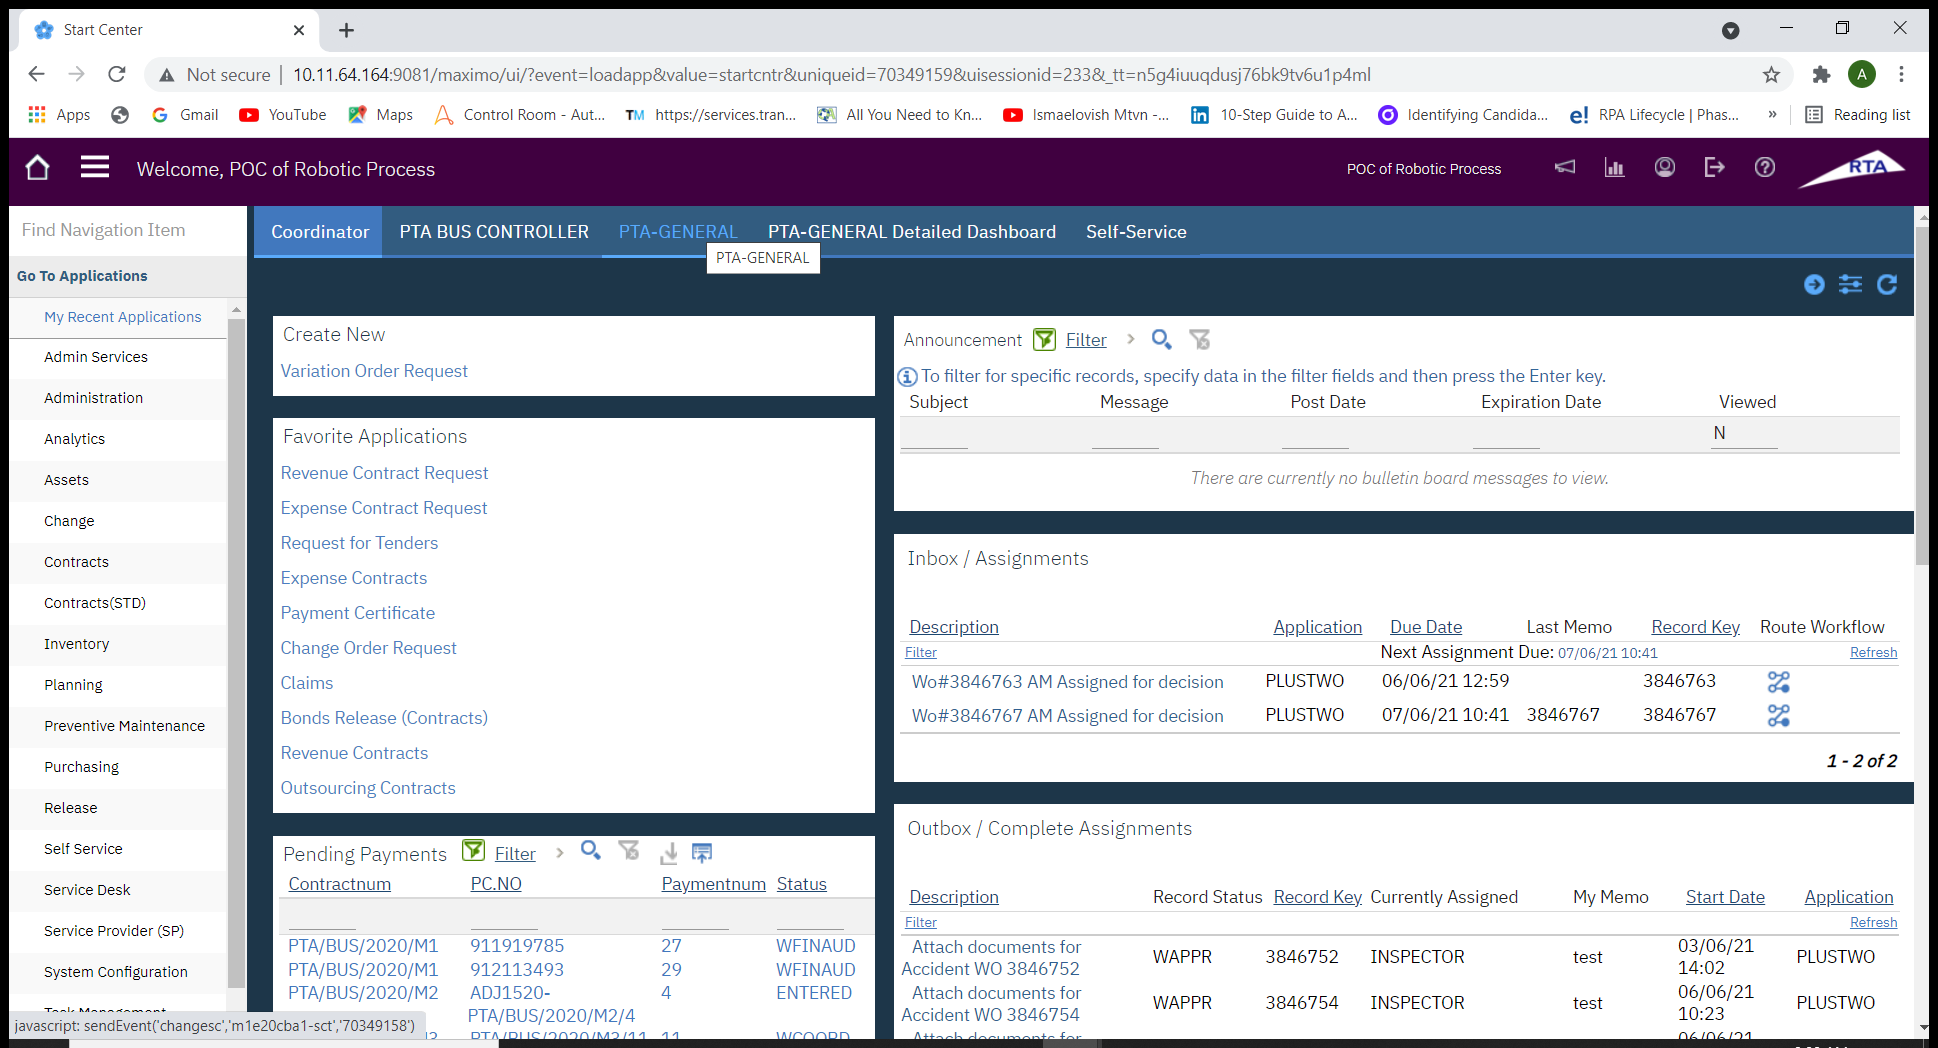 Start Center
Not secure | 10.11.64.164:9081/maximo/ui/?event=loadapp&value=startcntr&uniqueid=70349159&uisessionid=233&_tt=n5g4iuuqdusj76bk9tv6u1p4ml
A
Apps
Gmail
YouTube
Maps
Control Room - Aut...
TM https://services.tran...
All You Need to Kn...
Ismaelovish Mtvn -...
10-Step Guide to A...
Identifying Candida...
e! RPA Lifecycle | Phas...
»
Reading list
Welcome, POC of Robotic Process
POC of Robotic Process
RTA
Find Navigation Item
Go To Applications
My Recent Applications
Admin Services
Administration
Analytics
Assets
Change
Contracts
Contracts(STD)
Inventory
Planning
Preventive Maintenance
Purchasing
Release
Self Service
Service Desk
Service Provider (SP)
System Configuration
Task Management
javascript: sendEvent('changesc','m1e20cba1-sct','70349158')
Coordinator
PTA BUS CONTROLLER
PTA-GENERAL
PTA-GENERAL Detailed Dashboard
Self-Service
PTA-GENERAL
Create New
Variation Order Request
Favorite Applications
Revenue Contract Request
Expense Contract Request
Request for Tenders
Expense Contracts
Payment Certificate
Change Order Request
Claims
Bonds Release (Contracts)
Revenue Contracts
Outsourcing Contracts
Pending Payments Filter
Contractnum PC.NO Paymentnum Status
PTA/BUS/2020/M1 911919785 27 WFINAUD
PTA/BUS/2020/M1 912113493 29 WFINAUD
PTA/BUS/2020/M2 ADJ1520- 4 ENTERED
PTA/BUS/2020/M2/4
PTA/BUS/2020/M3/11 11 WCOORD
Announcement Filter
To filter for specific records, specify data in the filter fields and then press the Enter key.
Subject Message Post Date Expiration Date Viewed
N
There are currently no bulletin board messages to view.
Inbox / Assignments
Description Application Due Date Last Memo Record Key Route Workflow
Filter Next Assignment Due: 07/06/21 10:41 Refresh
Wo#3846763 AM Assigned for decision PLUSTWO 06/06/21 12:59 3846763
Wo#3846767 AM Assigned for decision PLUSTWO 07/06/21 10:41 3846767 3846767
1 - 2 of 2
Outbox / Complete Assignments
Description Record Status Record Key Currently Assigned My Memo Start Date Application
Filter Refresh
Attach documents for Accident WO 3846752 WAPPR 3846752 INSPECTOR test 03/06/21 14:02 PLUSTWO
Attach documents for Accident WO 3846754 WAPPR 3846754 INSPECTOR test 06/06/21 10:23 PLUSTWO
Attach documents for 06/06/21